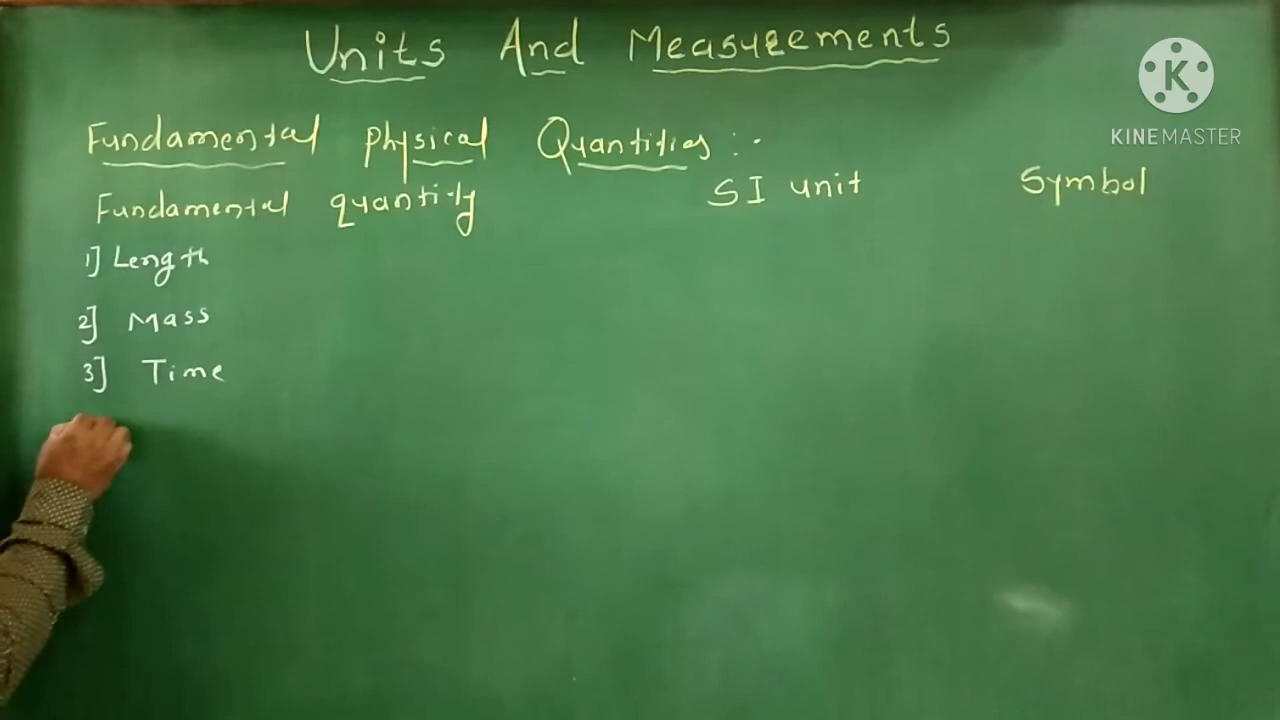 Units And Measurements
Fundamental physical Quantities :-
Fundamental quantity SI unit Symbol
1] Length
2] Mass
3] Time
K
KINEMASTER